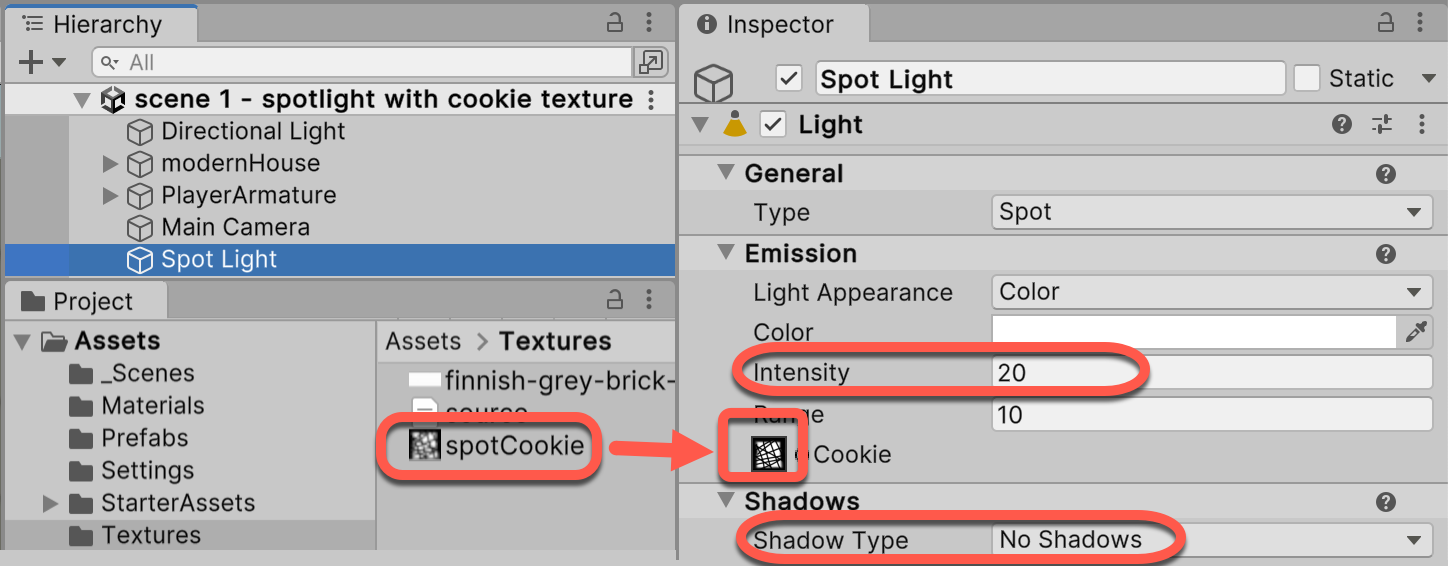 Hierarchy
All
scene 1 - spotlight with cookie texture
Directional Light
modernHouse
PlayerArmature
Main Camera
Spot Light
Project
Assets
_Scenes
Materials
Prefabs
Settings
StarterAssets
Textures
Assets > Textures
finnish-grey-brick-
source
spotCookie
Inspector
Spot Light
Static
Light
General
Type Spot
Emission
Light Appearance Color
Color
Intensity 20
Range 10
Cookie
Shadows
Shadow Type No Shadows